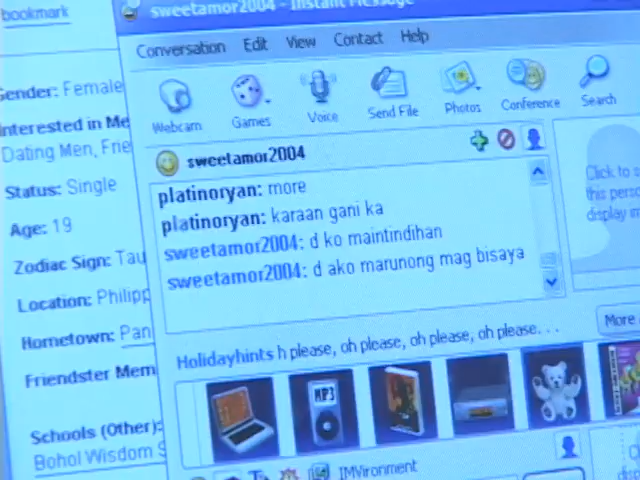 bookmark
Gender: Female
Interested in Me
Dating Men, Frie
Status: Single
Age: 19
Zodiac Sign: Tau
Location: Philipp
Hometown: Pan
Friendster Mem
Schools (Other):
Bohol Wisdom S
sweetamor2004 - Instant Message
Conversation Edit View Contact Help
Webcam Games Voice Send File Photos Conference Search
sweetamor2004
platinoryan: more
platinoryan: karaan gani ka
sweetamor2004: d ko maintindihan
sweetamor2004: d ako marunong mag bisaya
Click to s
this perso
display im
Holidayhints h please, oh please, oh please, oh please. . .
More
MP3
IMVironment